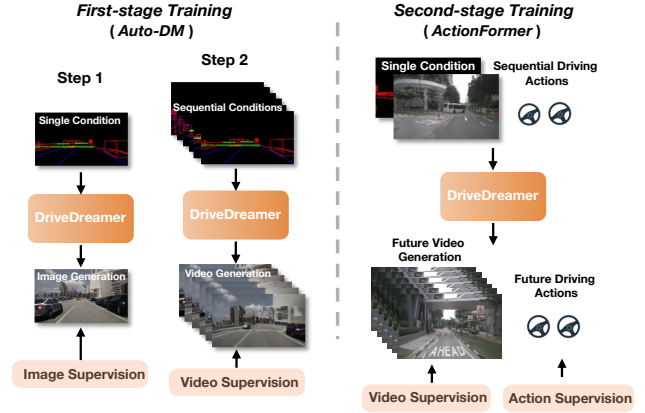 First-stage Training
( Auto-DM )
Step 1
Step 2
Single Condition
Sequential Conditions
DriveDreamer
DriveDreamer
Image Generation
Video Generation
Image Supervision
Video Supervision
Second-stage Training
( ActionFormer )
Single Condition
Sequential Driving
Actions
DriveDreamer
Future Video
Generation
Future Driving
Actions
AHEAD
Video Supervision
Action Supervision